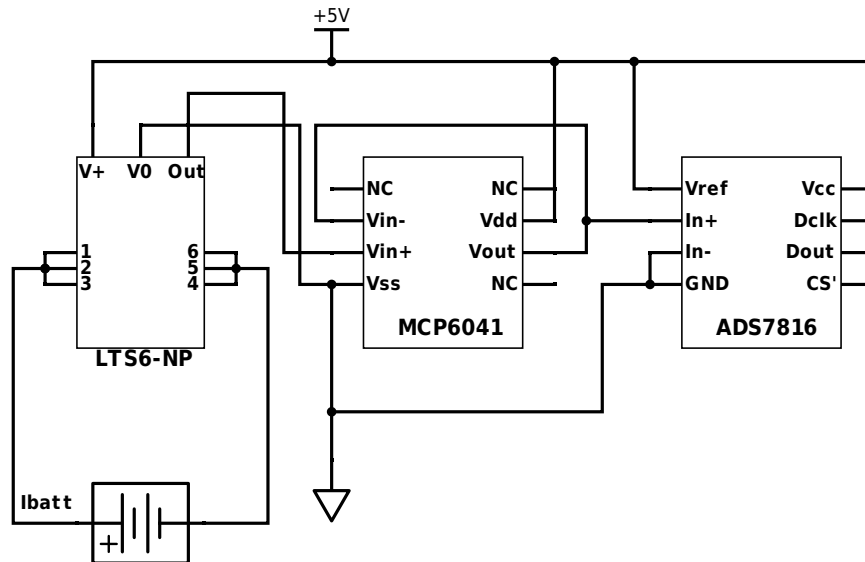 +5V
V+ V0 Out
1
2
3
6
5
4
LTS6-NP
NC
Vin-
Vin+
Vss
NC
Vdd
Vout
NC
MCP6041
Vref
In+
In-
GND
Vcc
Dclk
Dout
CS'
ADS7816
Ibatt
+